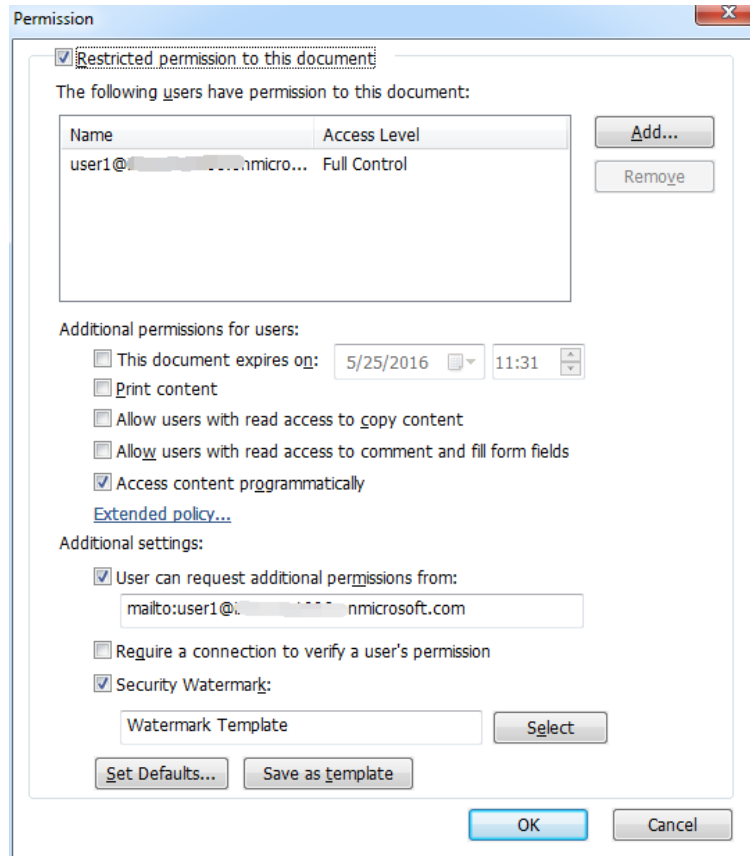 Permission
Restricted permission to this document
The following users have permission to this document:
Name Access Level
Add...
user1@ nmicro... Full Control
Remove
Additional permissions for users:
This document expires on: 5/25/2016 11:31
Print content
Allow users with read access to copy content
Allow users with read access to comment and fill form fields
Access content programmatically
Extended policy...
Additional settings:
User can request additional permissions from:
mailto:user1@ nmicrosoft.com
Require a connection to verify a user's permission
Security Watermark:
Watermark Template Select
Set Defaults... Save as template
OK Cancel